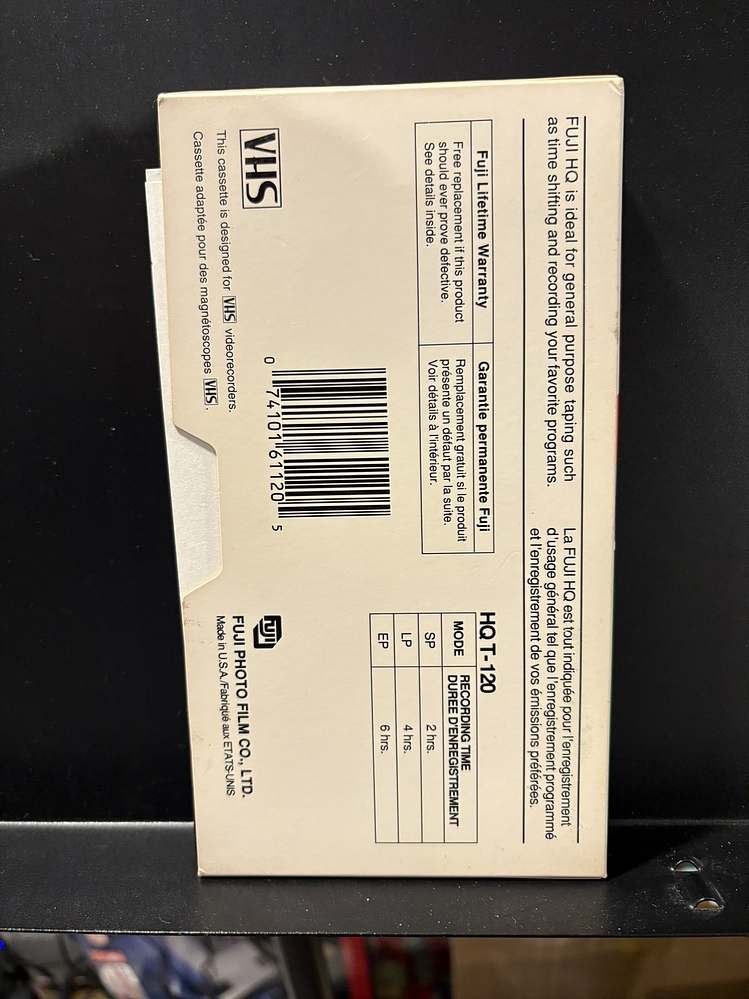 FUJI HQ is ideal for general purpose taping such
as time shifting and recording your favorite programs.
La FUJI HQ est tout indiquée pour l'enregistrement
d'usage général tel que l'enregistrement programmé
et l'enregistrement de vos émissions préférées.
Fuji Lifetime Warranty
Free replacement if this product
should ever prove defective.
See details inside.
Garantie permanente Fuji
Remplacement gratuit si le produit
présente un défaut par la suite.
Voir détails à l'intérieur.
HQ T-120
MODE
RECORDING TIME
DUREE D'ENREGISTREMENT
SP 2 hrs.
LP 4 hrs.
EP 6 hrs.
VHS
This cassette is designed for VHS videorecorders.
Cassette adaptée pour des magnétoscopes VHS.
0 74101 61120 5
FUJI
FUJI PHOTO FILM CO., LTD.
Made in U.S.A./Fabriqué aux ETATS-UNIS